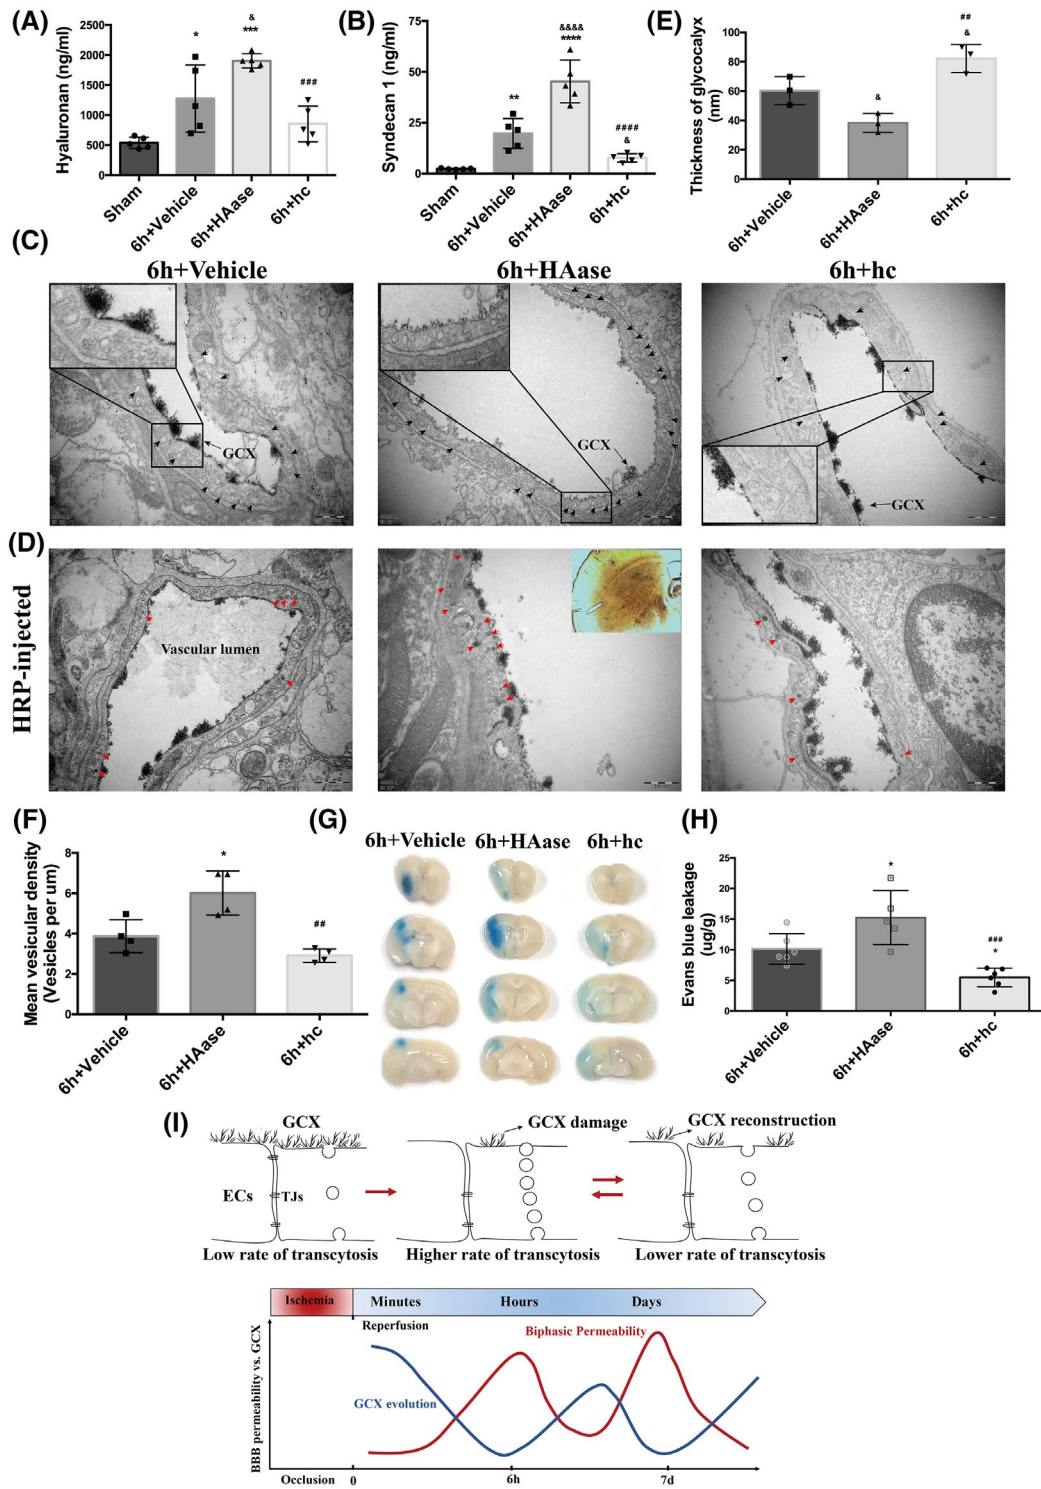 (A)
Hyaluronan (ng/ml)
2500
2000
1500
1000
500
0
*
&
***
###
Sham
6h+Vehicle
6h+HAase
6h+hc
(B)
Syndecan 1 (ng/ml)
75
50
25
0
**
&&&&
****
####
&
Sham
6h+Vehicle
6h+HAase
6h+hc
(E)
Thickness of glycocalyx
(nm)
100
80
60
40
20
0
&
##
&
6h+Vehicle
6h+HAase
6h+hc
(C)
6h+Vehicle
6h+HAase
6h+hc
GCX
GCX
GCX
(D)
HRP-injected
Vascular lumen
(F)
Mean vesicular density
(Vesicles per um)
8
6
4
2
0
*
##
6h+Vehicle
6h+HAase
6h+hc
(G)
6h+Vehicle 6h+HAase 6h+hc
(H)
Evans blue leakage
(ug/g)
25
20
15
10
5
0
*
###
*
6h+Vehicle
6h+HAase
6h+hc
(I)
GCX
GCX damage
GCX reconstruction
ECs
TJs
Low rate of transcytosis
Higher rate of transcytosis
Lower rate of transcytosis
Ischemia
Minutes
Hours
Days
Reperfusion
Biphasic Permeability
GCX evolution
BBB permeability vs. GCX
Occlusion
0
6h
7d